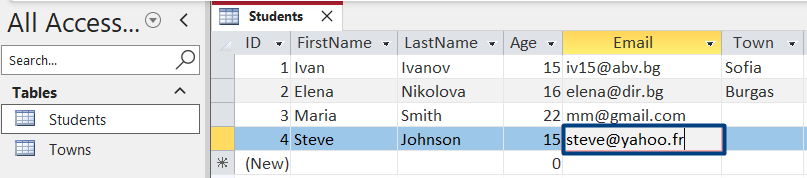 All Access...
Search...
Tables
Students
Towns
Students
ID FirstName LastName Age Email Town
1 Ivan Ivanov 15 iv15@abv.bg Sofia
2 Elena Nikolova 16 elena@dir.bg Burgas
3 Maria Smith 22 mm@gmail.com
4 Steve Johnson 15 steve@yahoo.fr
(New) 0